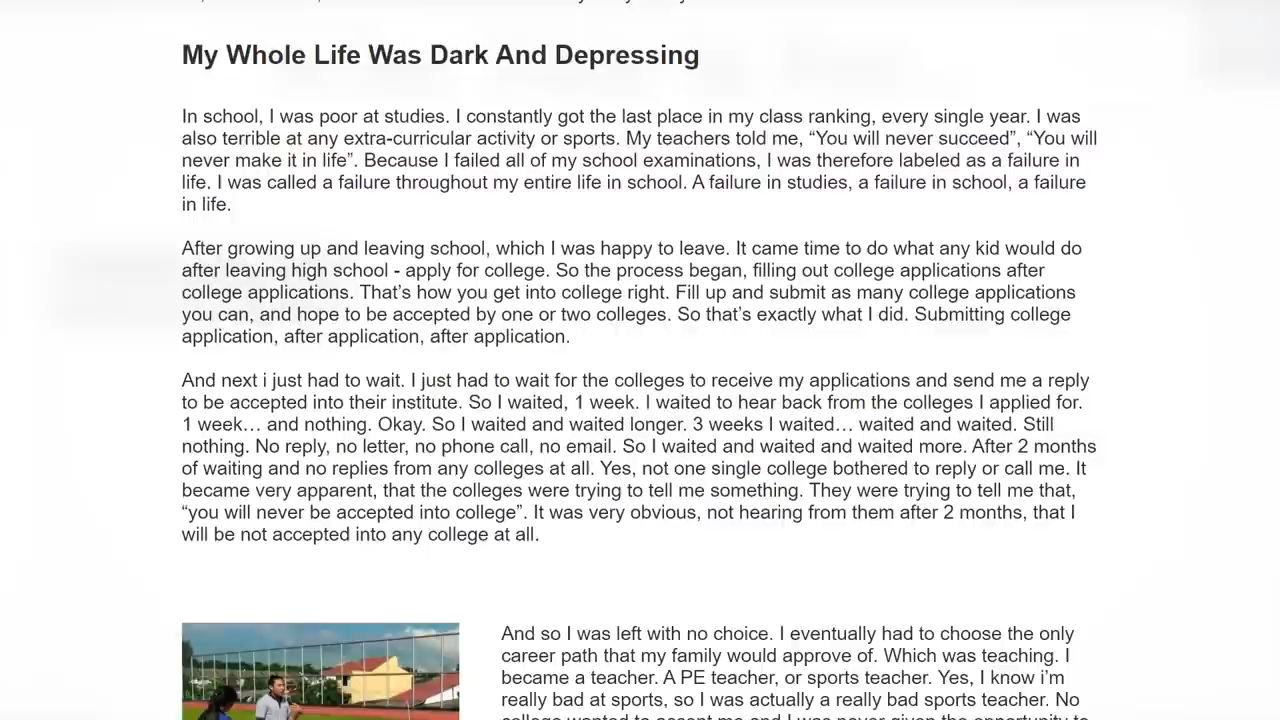 My Whole Life Was Dark And Depressing
In school, I was poor at studies. I constantly got the last place in my class ranking, every single year. I was
also terrible at any extra-curricular activity or sports. My teachers told me, “You will never succeed”, “You will
never make it in life”. Because I failed all of my school examinations, I was therefore labeled as a failure in
life. I was called a failure throughout my entire life in school. A failure in studies, a failure in school, a failure
in life.
After growing up and leaving school, which I was happy to leave. It came time to do what any kid would do
after leaving high school - apply for college. So the process began, filling out college applications after
college applications. That’s how you get into college right. Fill up and submit as many college applications
you can, and hope to be accepted by one or two colleges. So that’s exactly what I did. Submitting college
application, after application, after application.
And next i just had to wait. I just had to wait for the colleges to receive my applications and send me a reply
to be accepted into their institute. So I waited, 1 week. I waited to hear back from the colleges I applied for.
1 week… and nothing. Okay. So I waited and waited longer. 3 weeks I waited… waited and waited. Still
nothing. No reply, no letter, no phone call, no email. So I waited and waited and waited more. After 2 months
of waiting and no replies from any colleges at all. Yes, not one single college bothered to reply or call me. It
became very apparent, that the colleges were trying to tell me something. They were trying to tell me that,
“you will never be accepted into college”. It was very obvious, not hearing from them after 2 months, that I
will be not accepted into any college at all.
And so I was left with no choice. I eventually had to choose the only
career path that my family would approve of. Which was teaching. I
became a teacher. A PE teacher, or sports teacher. Yes, I know i’m
really bad at sports, so I was actually a really bad sports teacher. No
college wanted to accept me and I was never given the opportunity to